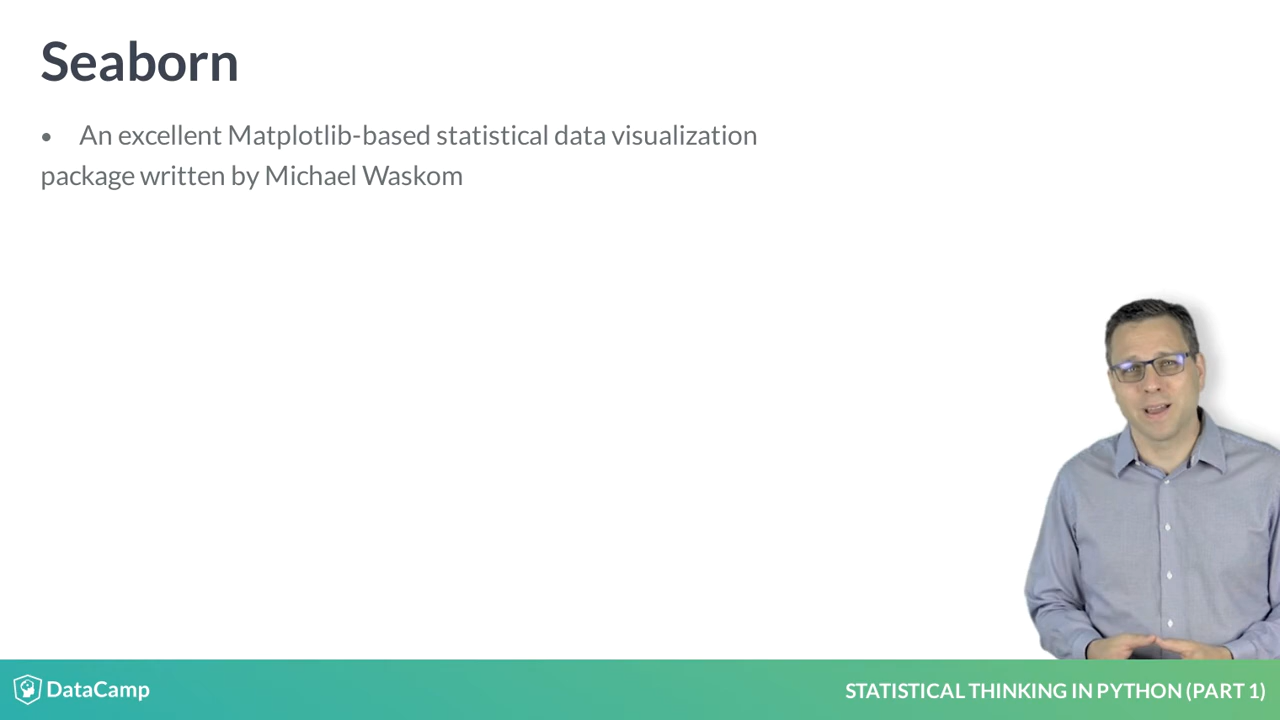 Seaborn
• An excellent Matplotlib-based statistical data visualization
package written by Michael Waskom
DataCamp
STATISTICAL THINKING IN PYTHON (PART 1)